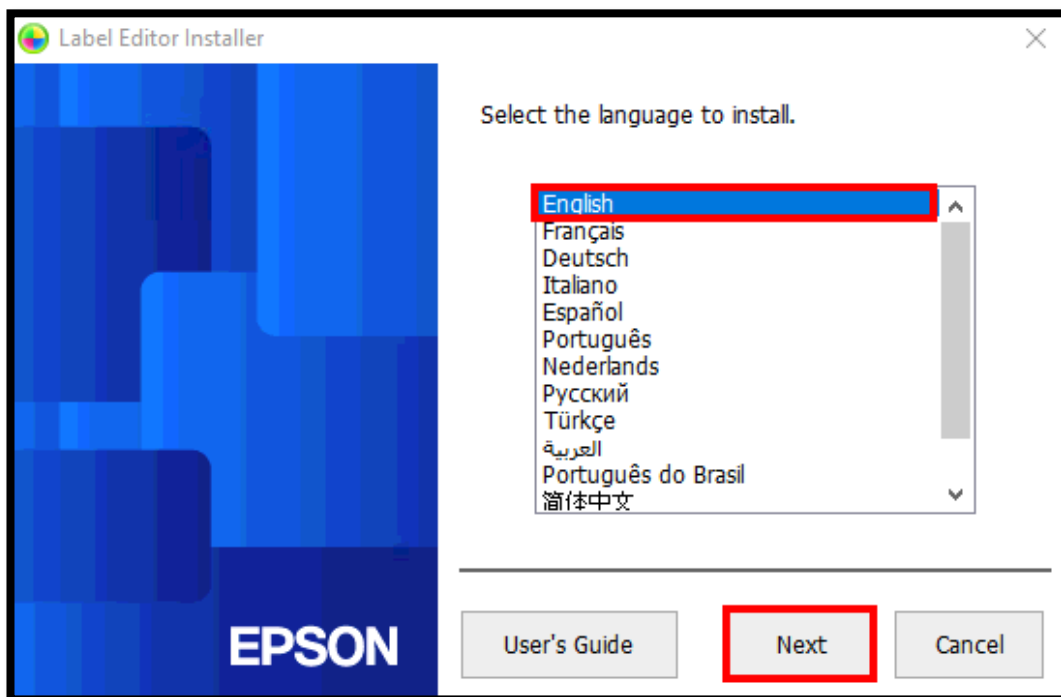 Label Editor Installer
Select the language to install.
English
Français
Deutsch
Italiano
Español
Português
Nederlands
Русский
Türkçe
العربية
Português do Brasil
简体中文
EPSON
User's Guide
Next
Cancel